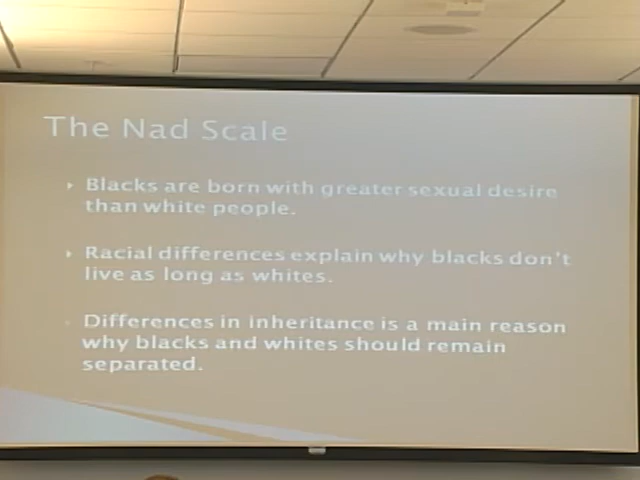 The Nad Scale
Blacks are born with greater sexual desire
than white people.
Racial differences explain why blacks don't
live as long as whites.
Differences in inheritance is a main reason
why blacks and whites should remain
separated.